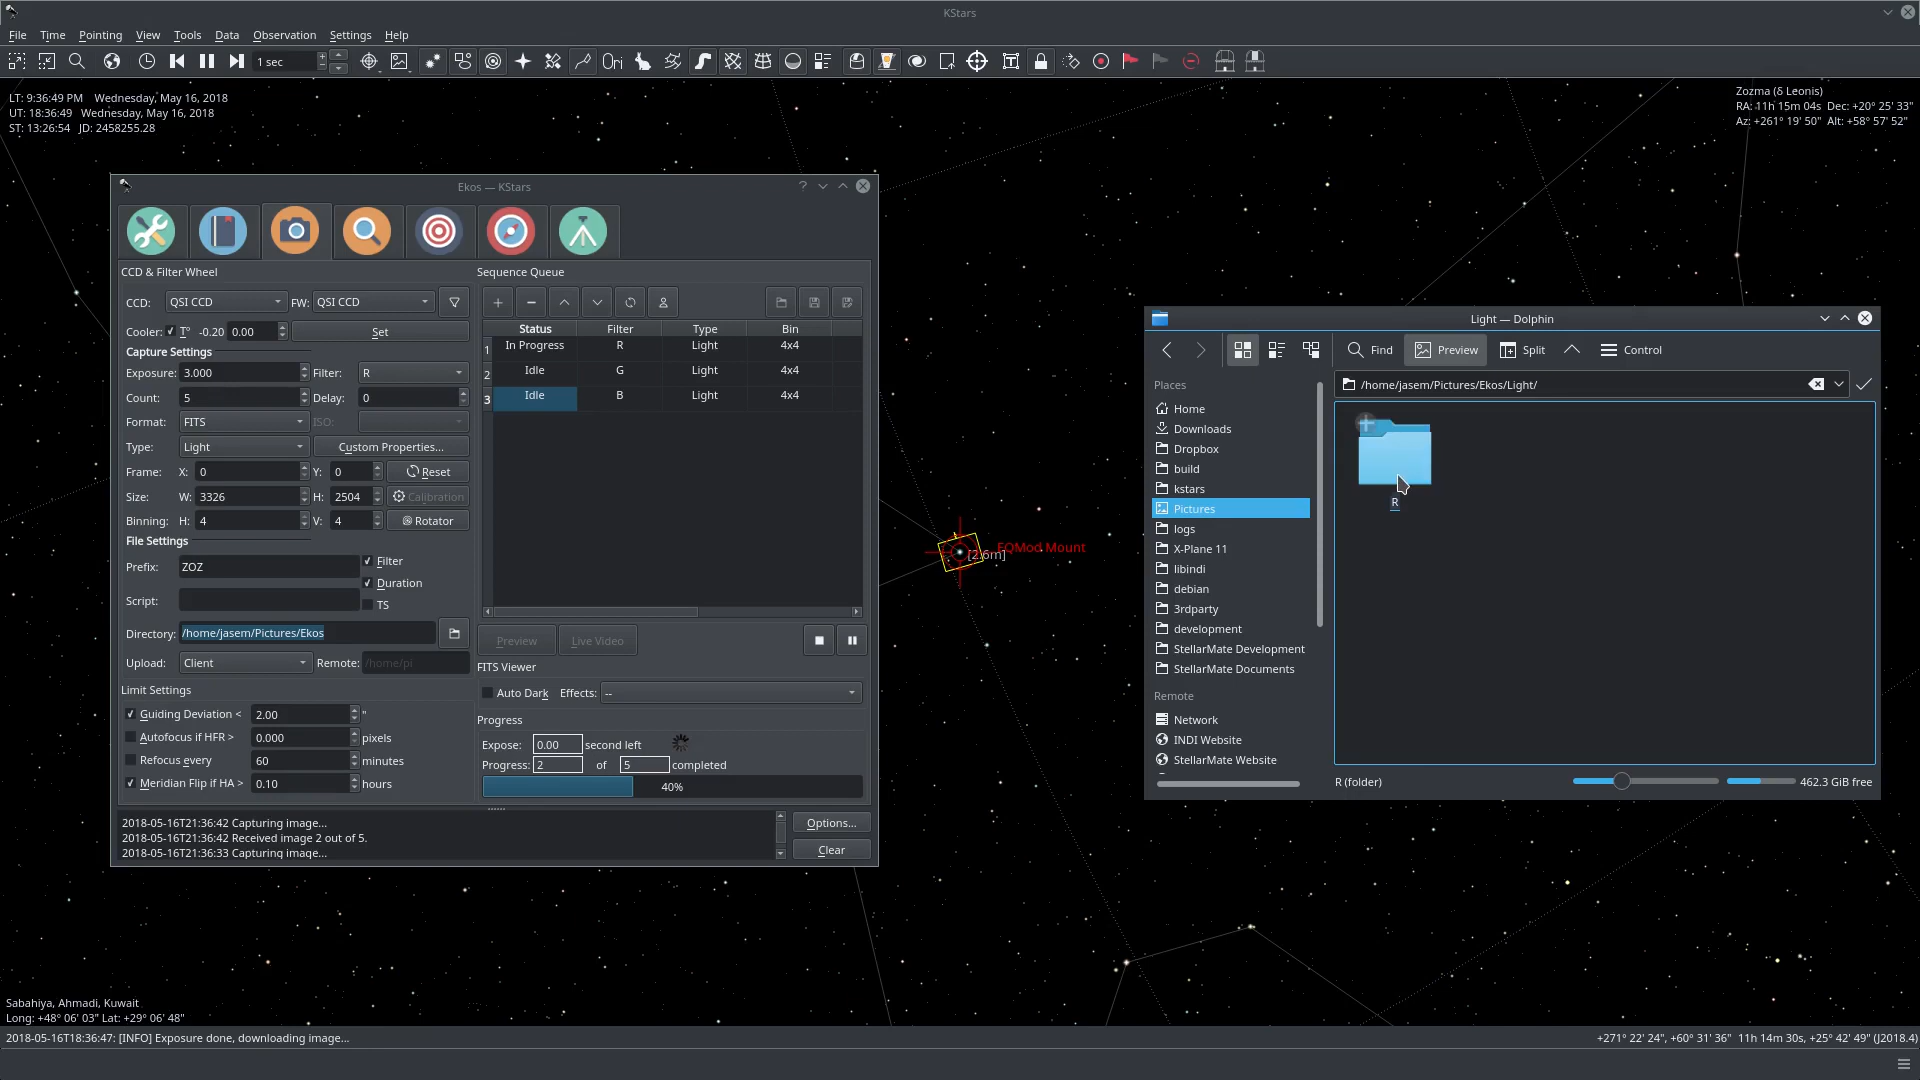 KStars
File Time Pointing View Tools Data Observation Settings Help
1 sec
Ori
LT: 9:36:49 PM Wednesday, May 16, 2018
UT: 18:36:49 Wednesday, May 16, 2018
ST: 13:26:54 JD: 2458255.28
Zozma (δ Leonis)
RA: 11h 15m 04s Dec: +20° 25' 33"
Az: +261° 19' 50" Alt: +58° 57' 52"
Ekos — KStars
CCD & Filter Wheel
CCD: QSI CCD FW: QSI CCD
Cooler: T° -0.20 0.00 Set
Capture Settings
Exposure: 3.000 Filter: R
Count: 5 Delay: 0
Format: FITS ISO:
Type: Light Custom Properties...
Frame: X: 0 Y: 0 Reset
Size: W: 3326 H: 2504 Calibration
Binning: H: 4 V: 4 Rotator
File Settings
Prefix: ZOZ Filter
Duration
Script: TS
Directory: /home/jasem/Pictures/Ekos
Upload: Client Remote: /home/pi
Limit Settings
Guiding Deviation < 2.00 "
Autofocus if HFR > 0.000 pixels
Refocus every 60 minutes
Meridian Flip if HA > 0.10 hours
Sequence Queue
Status Filter Type Bin
1 In Progress R Light 4x4
2 Idle G Light 4x4
3 Idle B Light 4x4
Preview Live Video
FITS Viewer
Auto Dark Effects: --
Progress
Expose: 0.00 second left
Progress: 2 of 5 completed
40%
2018-05-16T21:36:42 Capturing image...
2018-05-16T21:36:42 Received image 2 out of 5.
2018-05-16T21:36:33 Capturing image...
Options...
Clear
[2.6m] EQMod Mount
Light — Dolphin
Find Preview Split Control
Places
/home/jasem/Pictures/Ekos/Light/
Home
Downloads
Dropbox
build
kstars
Pictures
logs
X-Plane 11
libindi
debian
3rdparty
development
StellarMate Development
StellarMate Documents
Remote
Network
INDI Website
StellarMate Website
R
R (folder)
462.3 GiB free
Sabahiya, Ahmadi, Kuwait
Long: +48° 06' 03" Lat: +29° 06' 48"
2018-05-16T18:36:47: [INFO] Exposure done, downloading image...
+271° 22' 24", +60° 31' 36" 11h 14m 30s, +25° 42' 49" (J2018.4)